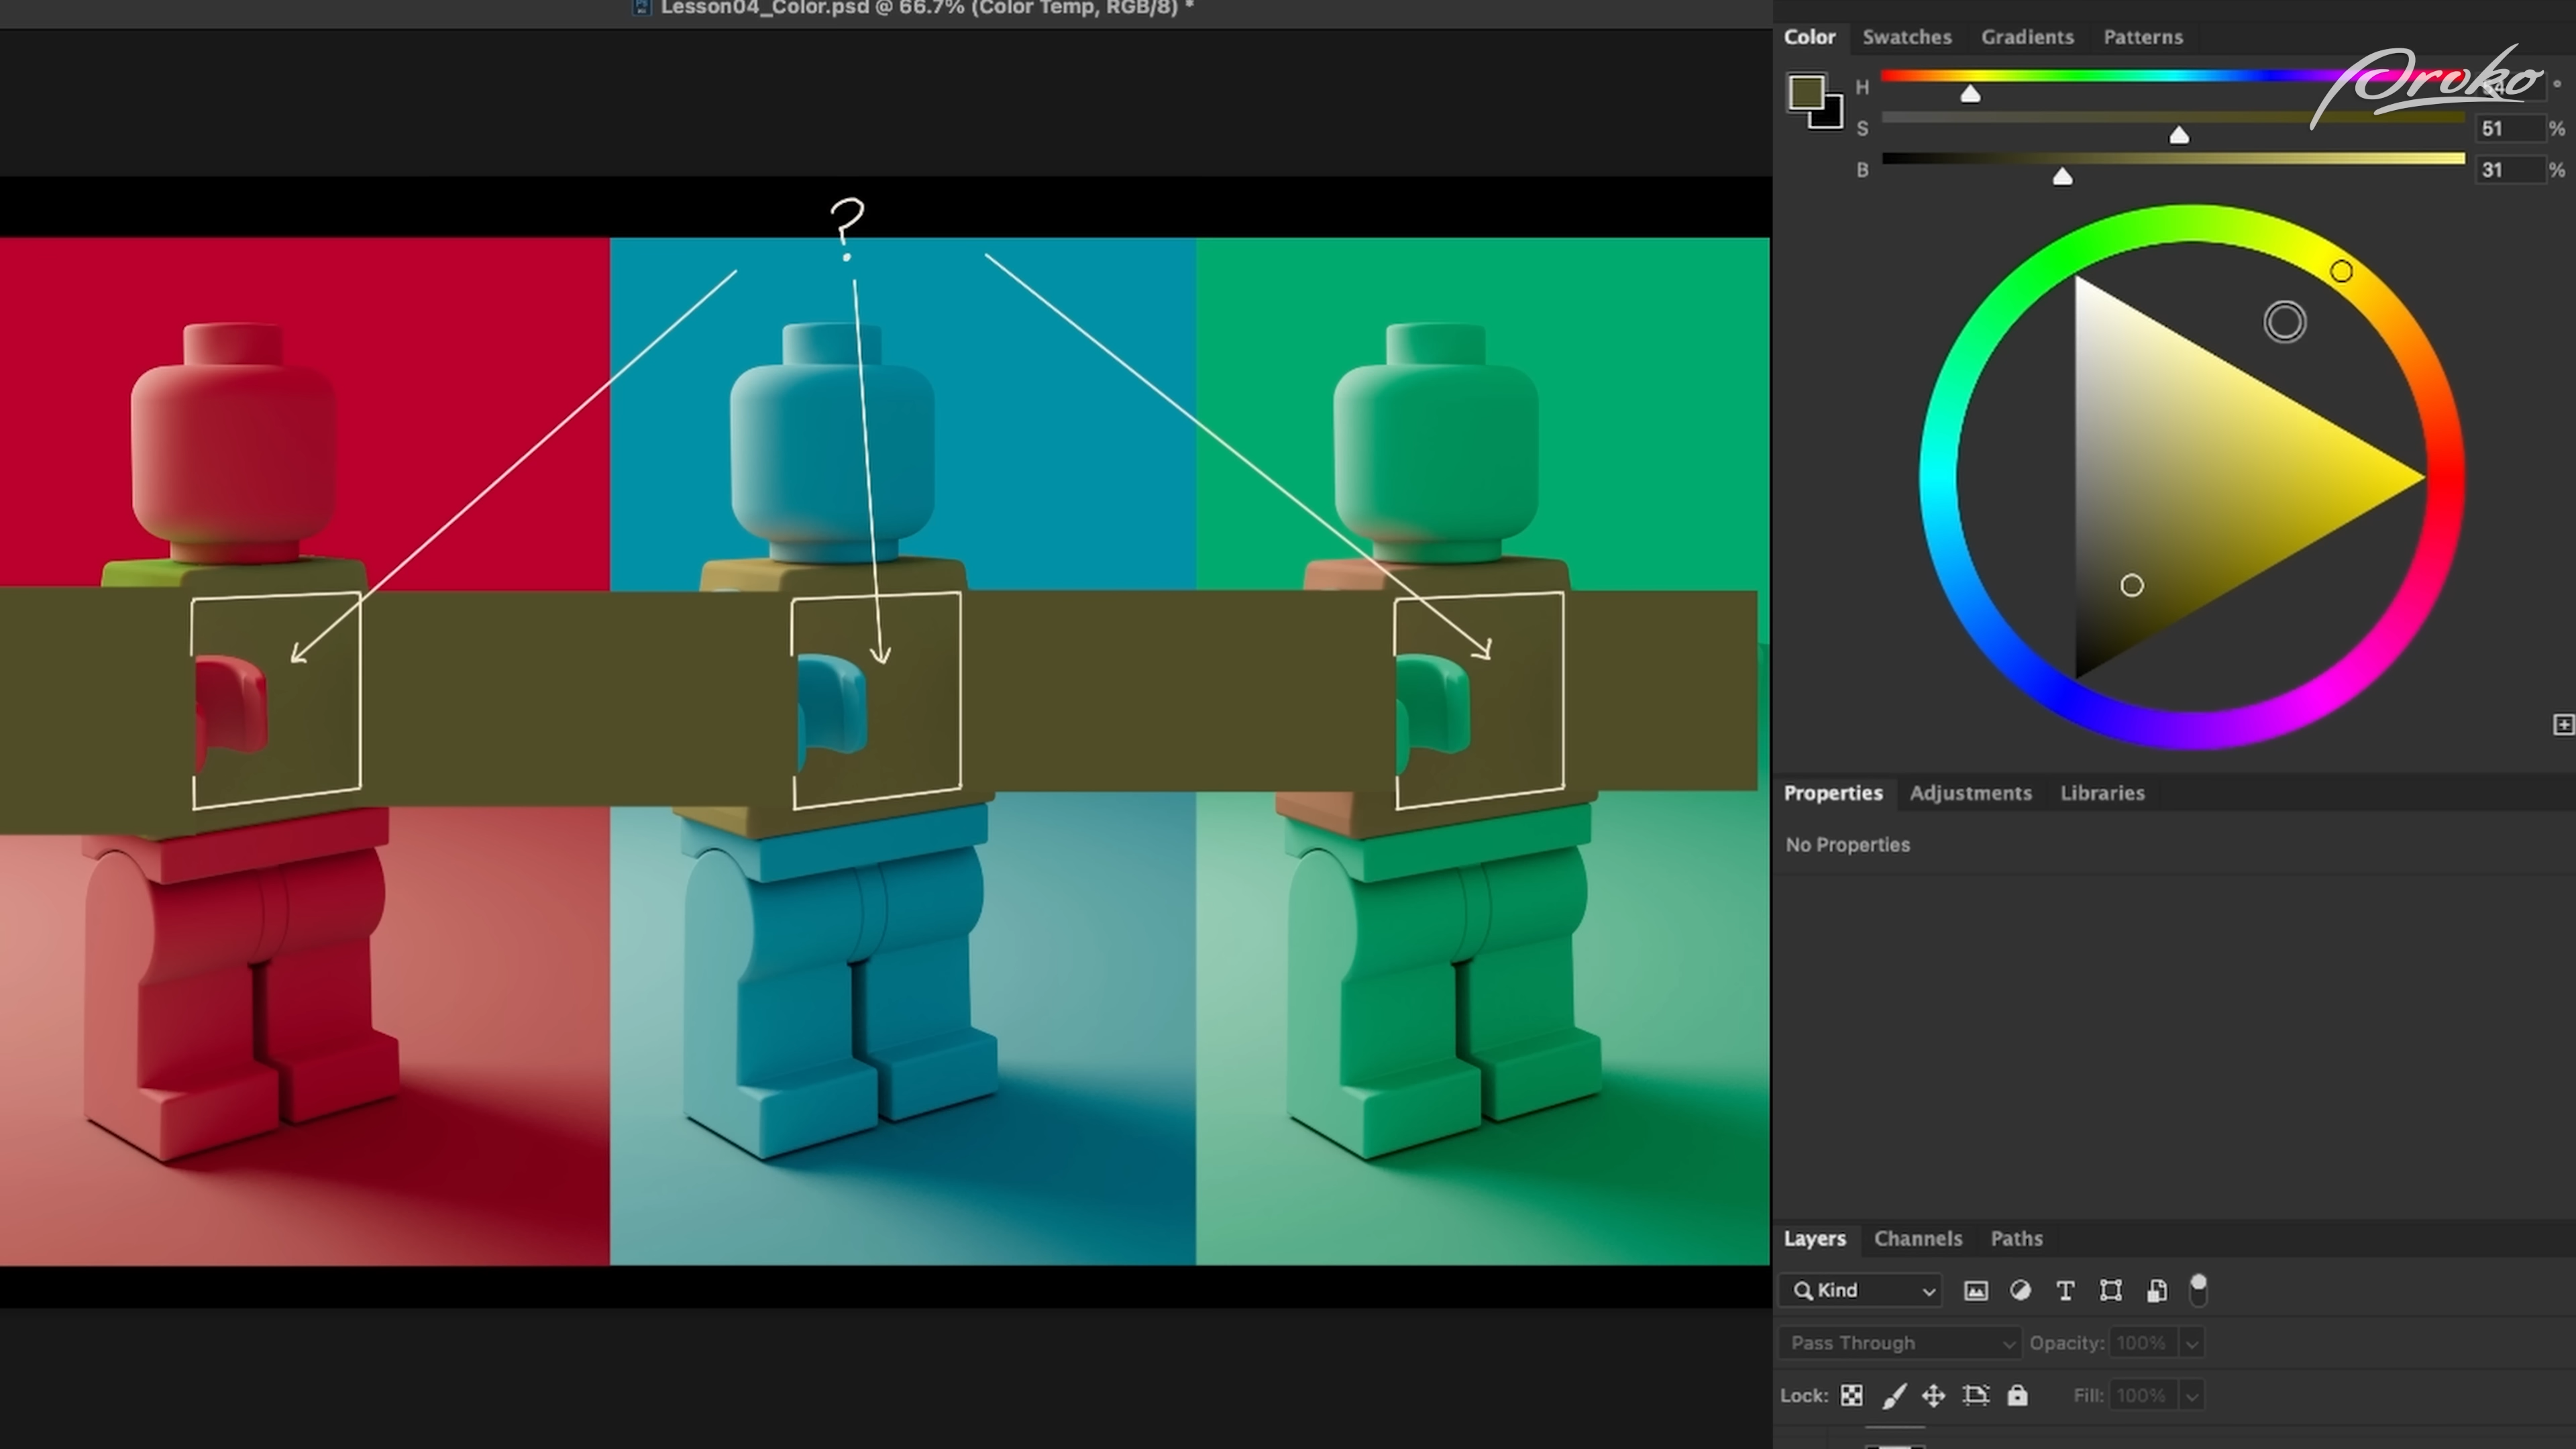 Lesson04_Color.psd @ 66.7% (Color Temp, RGB/8) *
?
Color Swatches Gradients Patterns
Proko
H °
S 51 %
B 31 %
Properties Adjustments Libraries
No Properties
Layers Channels Paths
Kind
Pass Through Opacity: 100%
Lock: Fill: 100%